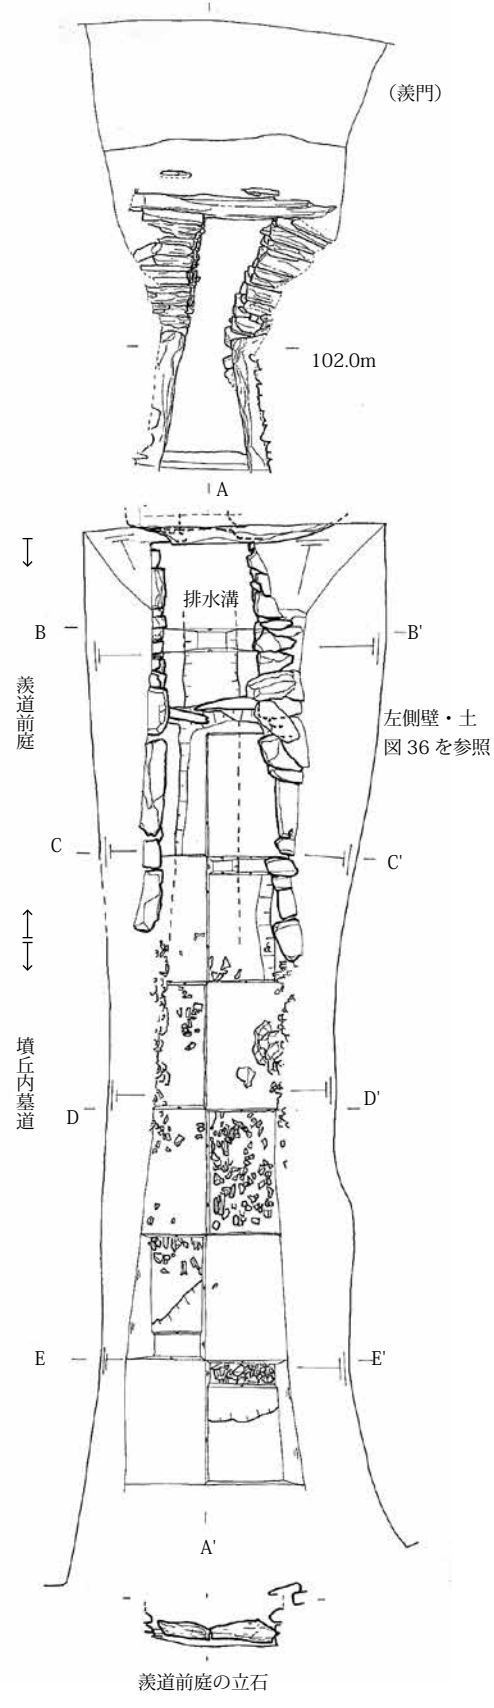 （羨門）
102.0m
A
排水溝
B
B'
羨道前庭
左側壁・土
図 36 を参照
C
C'
墳丘内墓道
D
D'
E
E'
A'
羨道前庭の立石